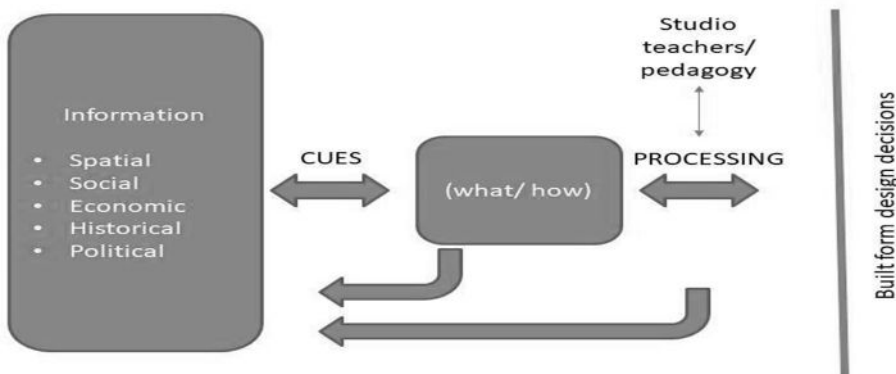 Information
• Spatial
• Social
• Economic
• Historical
• Political
CUES
(what/ how)
Studio
teachers/
pedagogy
PROCESSING
Built form design decisions